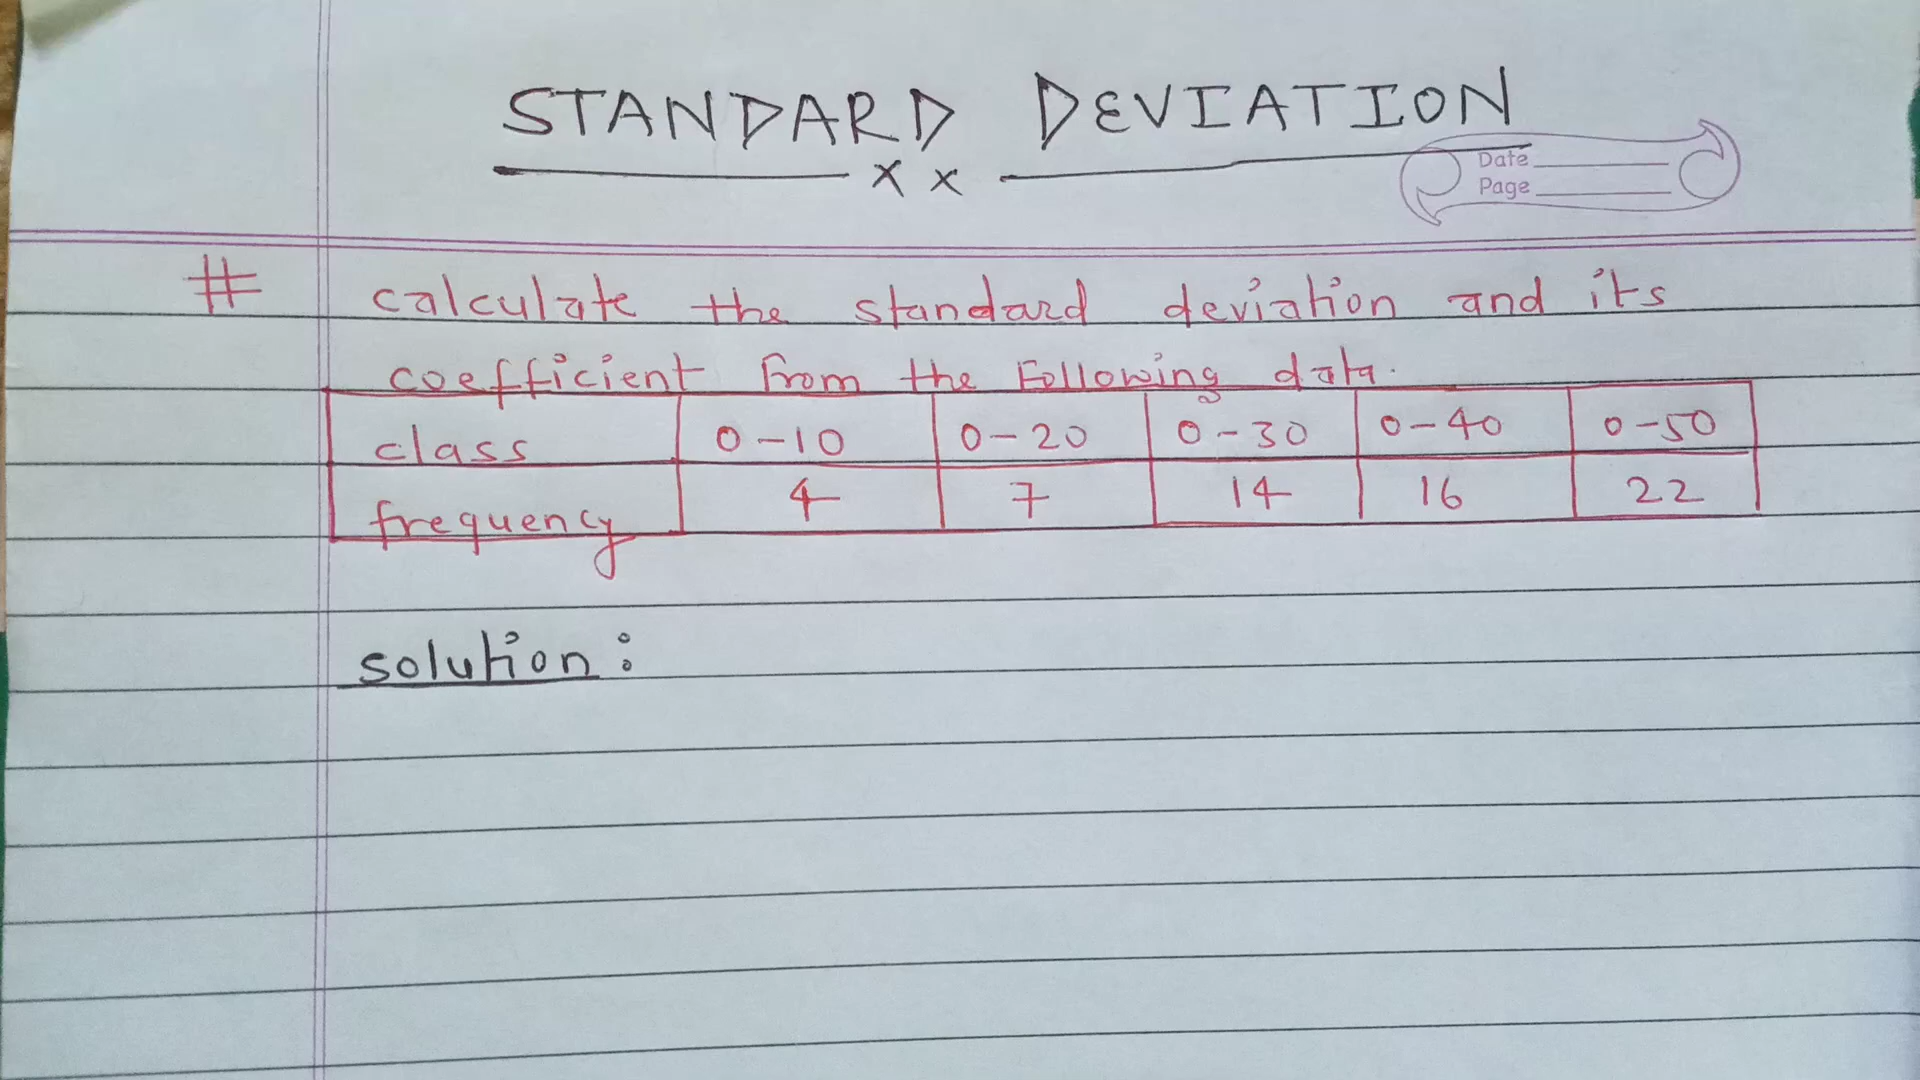 STANDARD DEVIATION
x x
Date
Page
# calculate the standard deviation and its
coefficient from the Following data.
class 0-10 0-20 0-30 0-40 0-50
frequency 4 7 14 16 22
solution: